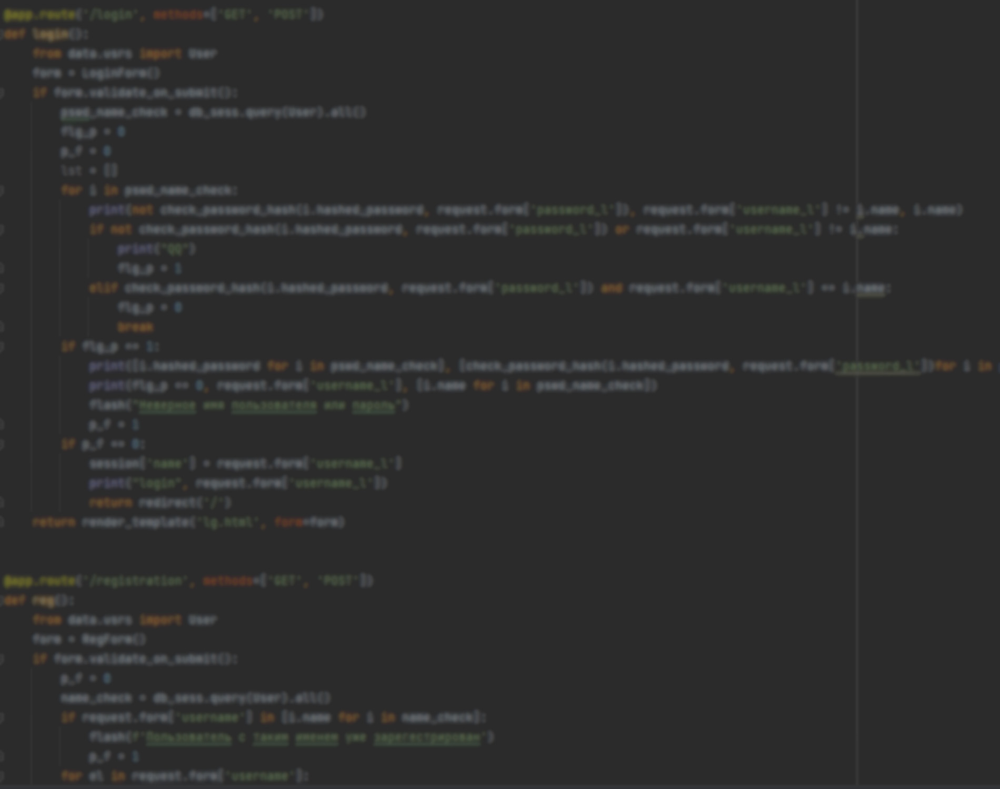 @app.route('/login', methods=['GET', 'POST'])
def login():
    from data.usrs import User
    form = LoginForm()
    if form.validate_on_submit():
        pswd_name_check = db_sess.query(User).all()
        flg_p = 0
        p_f = 0
        lst = []
        for i in pswd_name_check:
            print(not check_password_hash(i.hashed_password, request.form['password_l']), request.form['username_l'] != i.name, i.name)
            if not check_password_hash(i.hashed_password, request.form['password_l']) or request.form['username_l'] != i.name:
                print("QQ")
                flg_p = 1
            elif check_password_hash(i.hashed_password, request.form['password_l']) and request.form['username_l'] == i.name:
                flg_p = 0
                break
        if flg_p == 1:
            print([i.hashed_password for i in pswd_name_check], [check_password_hash(i.hashed_password, request.form['password_l'])for i in
            print(flg_p == 0, request.form['username_l'], [i.name for i in pswd_name_check])
            flash("Неверное имя пользователя или пароль")
            p_f = 1
        if p_f == 0:
            session['name'] = request.form['username_l']
            print("login", request.form['username_l'])
            return redirect('/')
    return render_template('lg.html', form=form)
@app.route('/registration', methods=['GET', 'POST'])
def reg():
    from data.usrs import User
    form = RegForm()
    if form.validate_on_submit():
        p_f = 0
        name_check = db_sess.query(User).all()
        if request.form['username'] in [i.name for i in name_check]:
            flash(f'Пользователь с таким именем уже зарегестрирован')
            p_f = 1
        for el in request.form['username']: